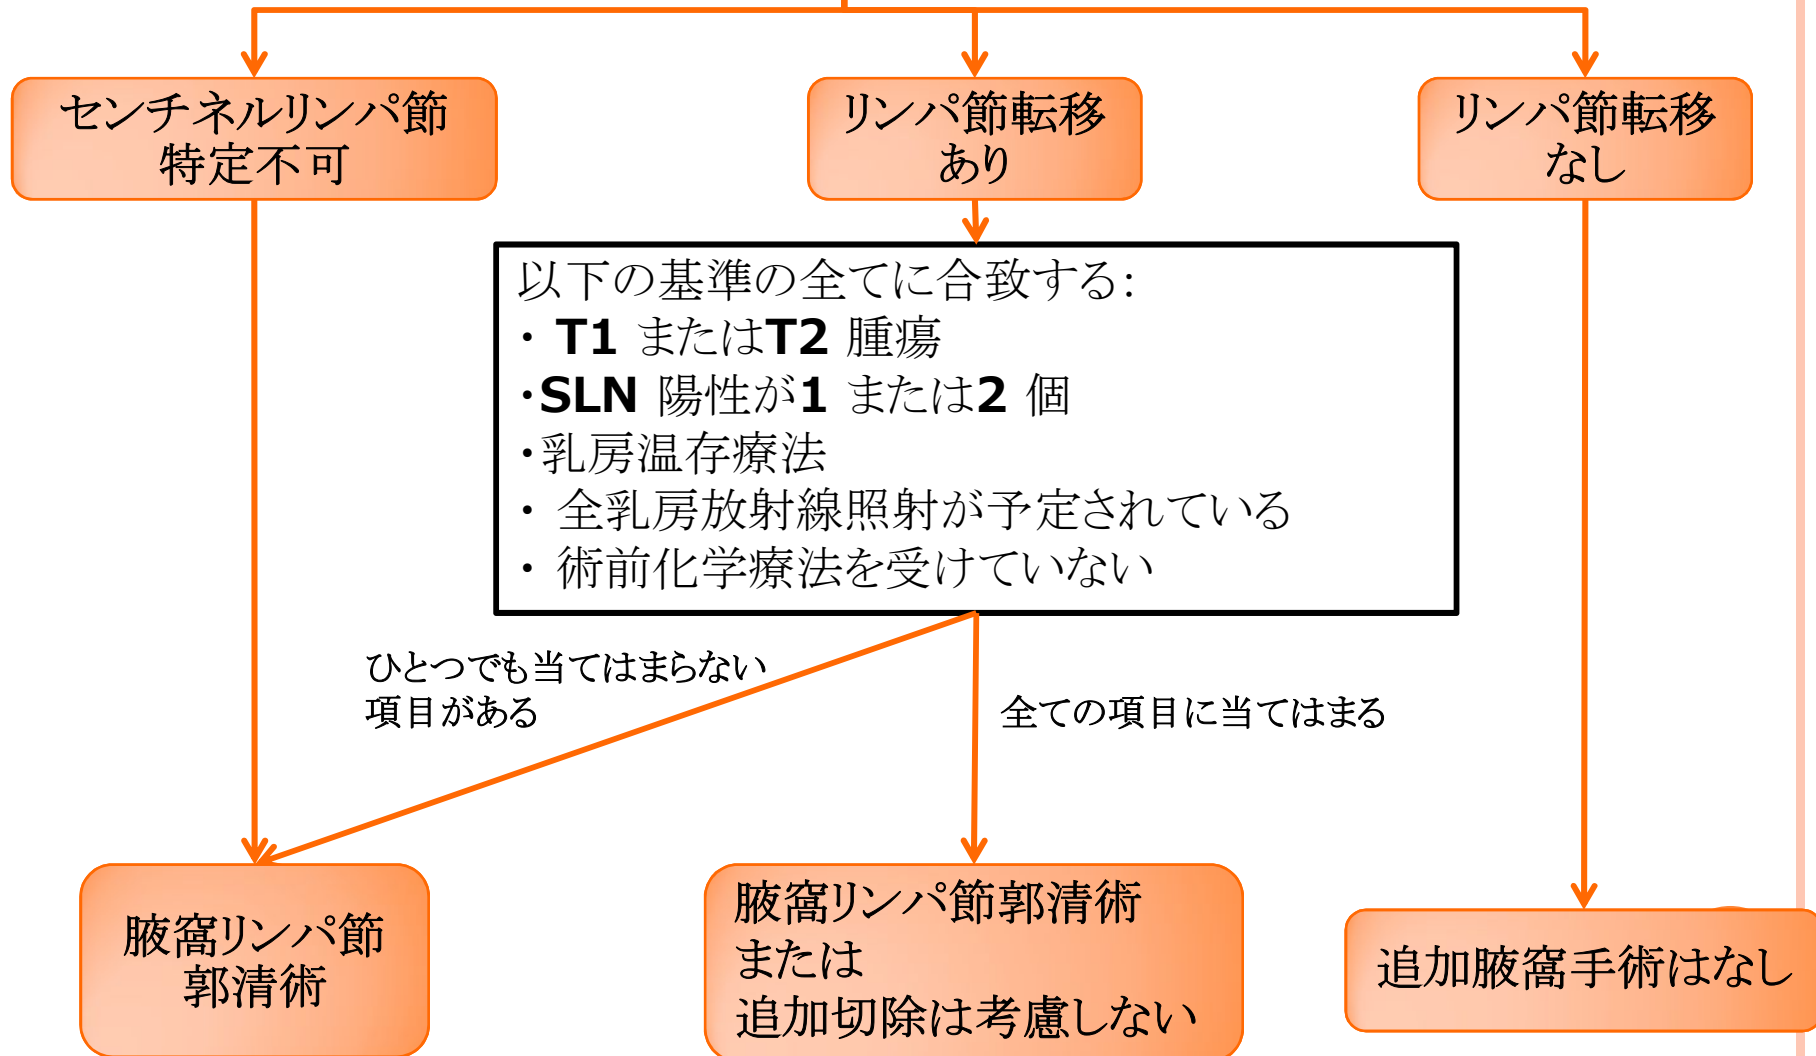 センチネルリンパ節
特定不可
リンパ節転移
あり
リンパ節転移
なし
以下の基準の全てに合致する：
・ T1 またはT2 腫瘍
・SLN 陽性が1 または2 個
・乳房温存療法
・ 全乳房放射線照射が予定されている
・ 術前化学療法を受けていない
ひとつでも当てはまらない
項目がある
全ての項目に当てはまる
腋窩リンパ節
郭清術
腋窩リンパ節郭清術
または
追加切除は考慮しない
追加腋窩手術はなし